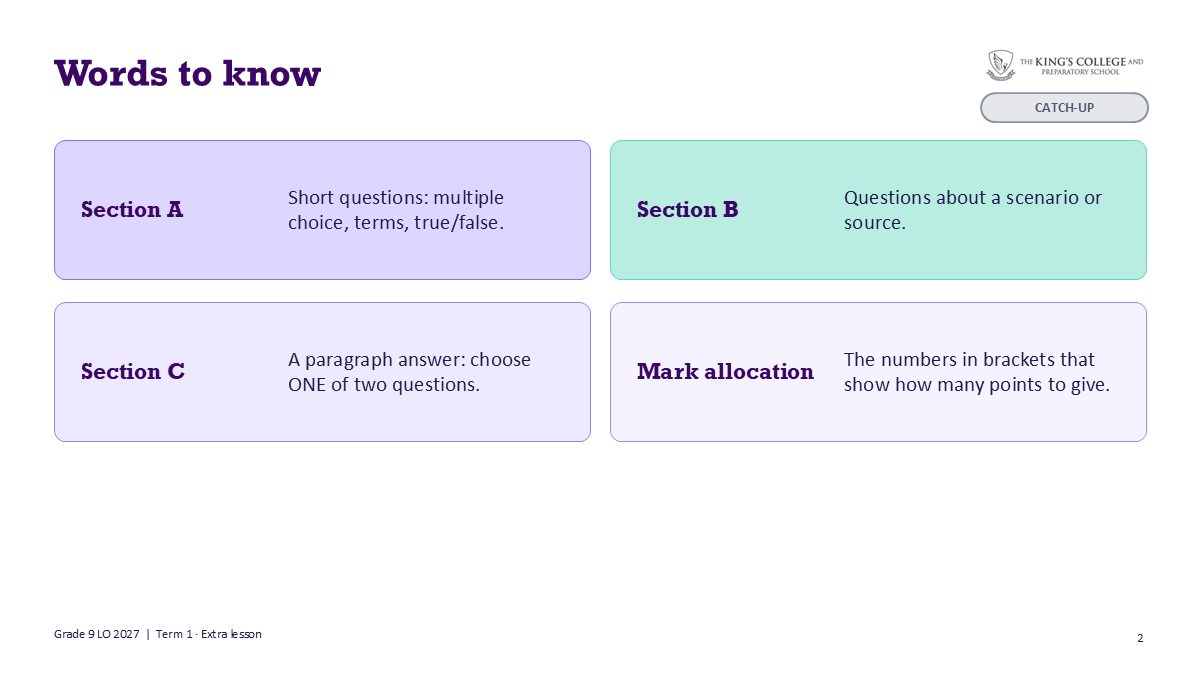 Words to know
THE KING'S COLLEGE AND
PREPARATORY SCHOOL
CATCH-UP
Section A
Short questions: multiple
choice, terms, true/false.
Section B
Questions about a scenario or
source.
Section C
A paragraph answer: choose
ONE of two questions.
Mark allocation
The numbers in brackets that
show how many points to give.
Grade 9 LO 2027 | Term 1 · Extra lesson
2